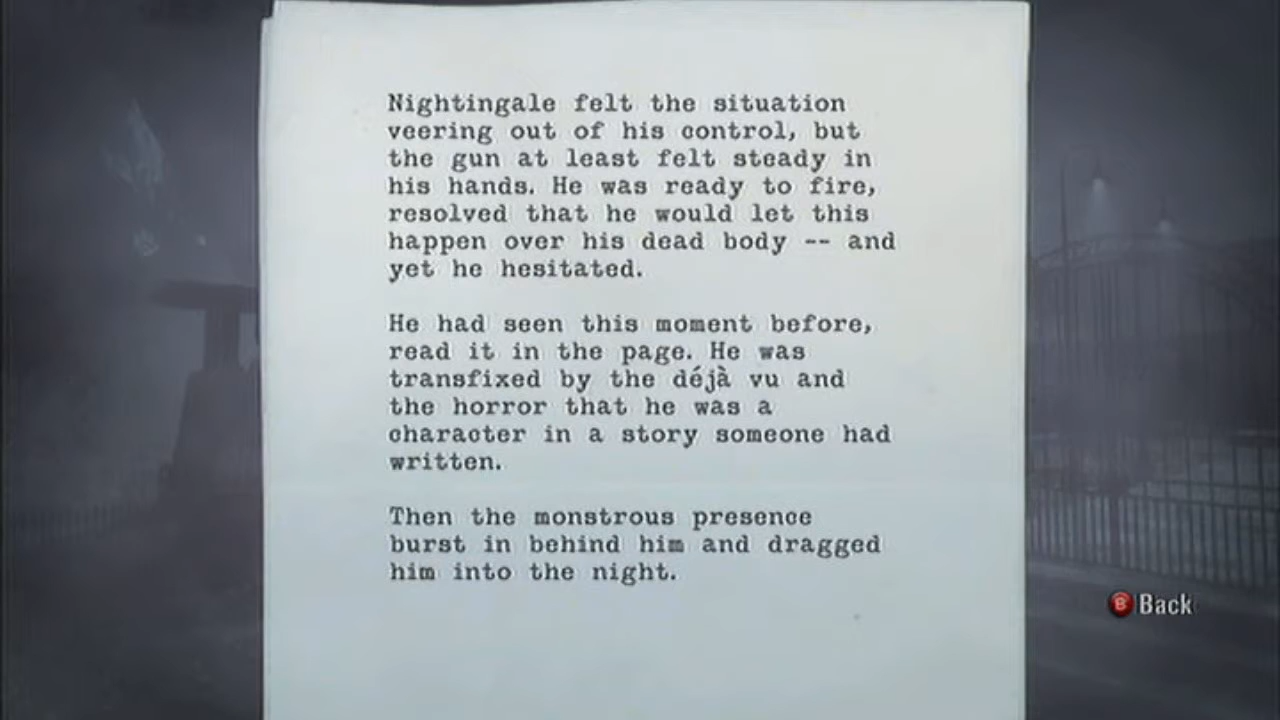 Nightingale felt the situation
veering out of his control, but
the gun at least felt steady in
his hands. He was ready to fire,
resolved that he would let this
happen over his dead body -- and
yet he hesitated.
He had seen this moment before,
read it in the page. He was
transfixed by the déjà vu and
the horror that he was a
character in a story someone had
written.
Then the monstrous presence
burst in behind him and dragged
him into the night.
B Back